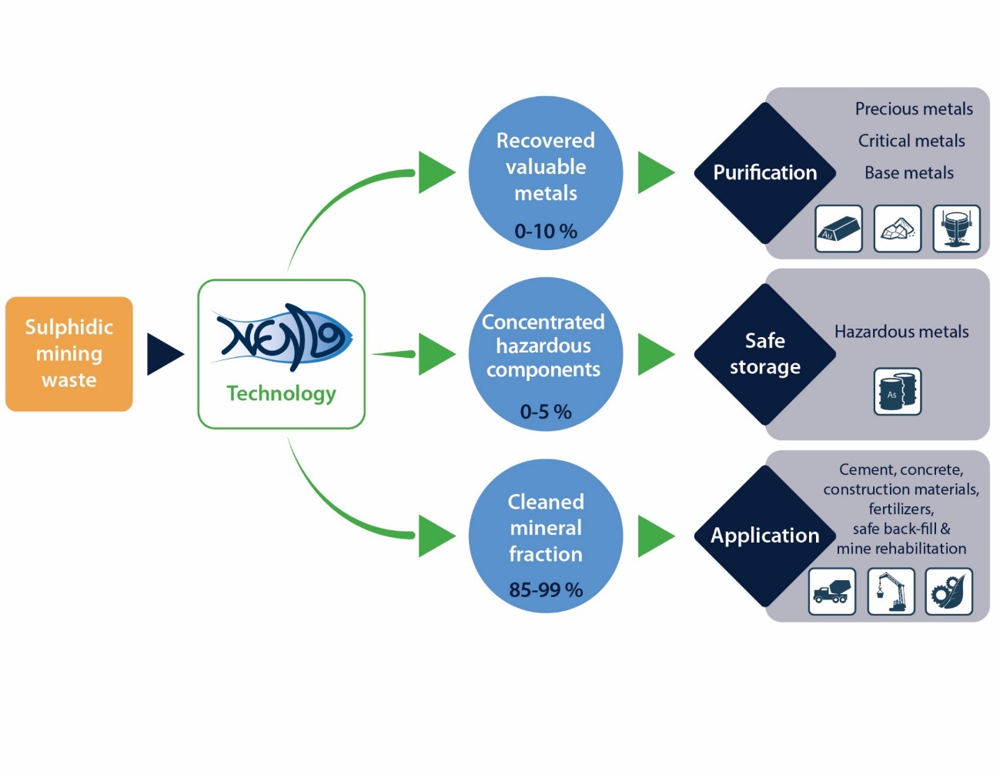 Sulphidic
mining
waste
NEMO
Technology
Recovered
valuable
metals
0-10 %
Purification
Precious metals
Critical metals
Base metals
Au
Concentrated
hazardous
components
0-5 %
Safe
storage
Hazardous metals
As
Cleaned
mineral
fraction
85-99 %
Application
Cement, concrete,
construction materials,
fertilizers,
safe back-fill &
mine rehabilitation